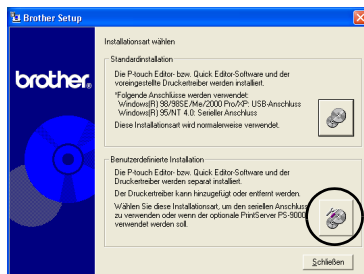 Brother Setup
Installationsart wählen
brother®
Standardinstallation
Die P-touch Editor- bzw. Quick Editor-Software und der
voreingestellte Druckertreiber werden installiert.
*Folgende Anschlüsse werden verwendet:
Windows(R) 98/98SE/Me/2000 Pro/XP: USB-Anschluss
Windows(R) 95/NT 4.0: Serieller Anschluss
Diese Installationsart wird normalerweise verwendet.
Benutzerdefinierte Installation
Die P-touch Editor- bzw. Quick Editor-Software und der
Druckertreiber werden separat installiert.
Der Druckertreiber kann hinzugefügt oder entfernt werden.
Wählen Sie diese Installationsart, um den seriellen Anschluss
zu verwenden oder wenn der optionale PrintServer PS-9000
verwendet werden soll.
Schließen